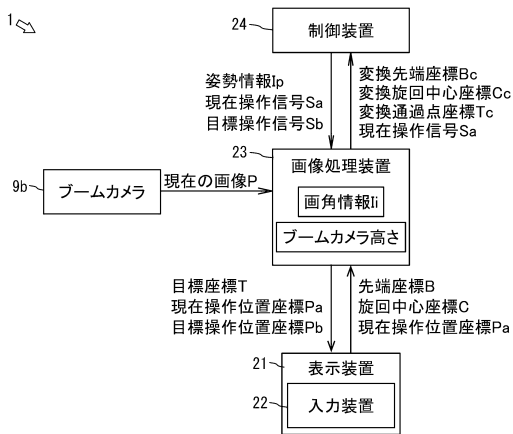 1
24
制御装置
姿勢情報Ip
現在操作信号Sa
目標操作信号Sb
変換先端座標Bc
変換旋回中心座標Cc
変換通過点座標Tc
現在操作信号Sa
23
画像処理装置
9b
ブームカメラ
現在の画像P
画角情報Ii
ブームカメラ高さ
目標座標T
現在操作位置座標Pa
目標操作位置座標Pb
先端座標B
旋回中心座標C
現在操作位置座標Pa
21
表示装置
22
入力装置